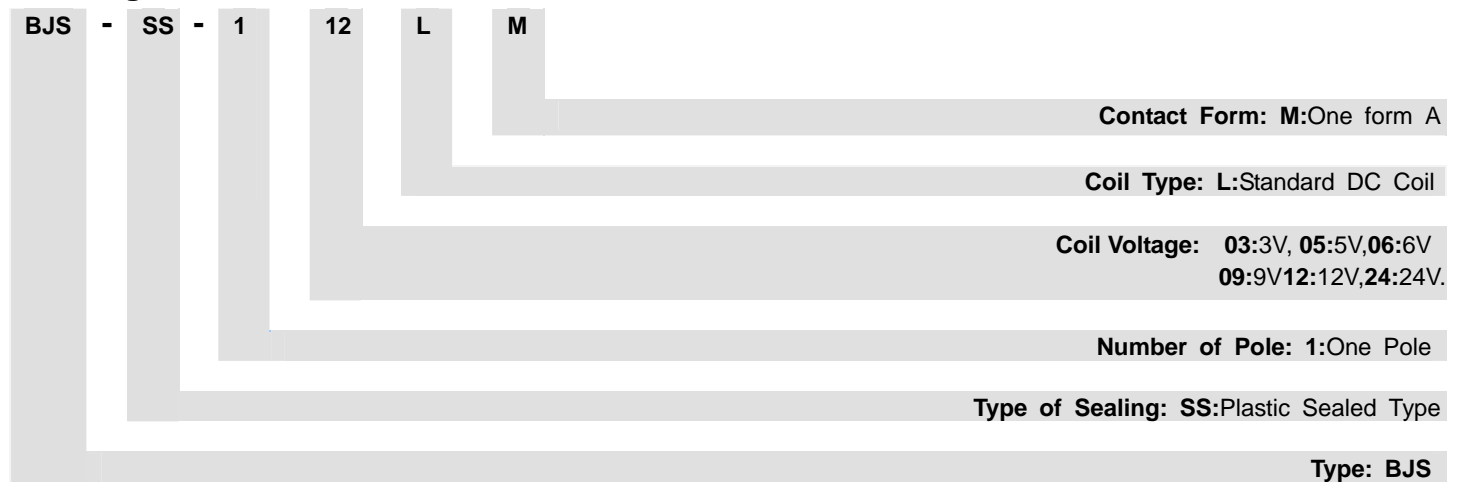 BJS - SS - 1 12 L M
Contact Form: M:One form A
Coil Type: L:Standard DC Coil
Coil Voltage: 03:3V, 05:5V,06:6V
09:9V12:12V,24:24V.
Number of Pole: 1:One Pole
Type of Sealing: SS:Plastic Sealed Type
Type: BJS